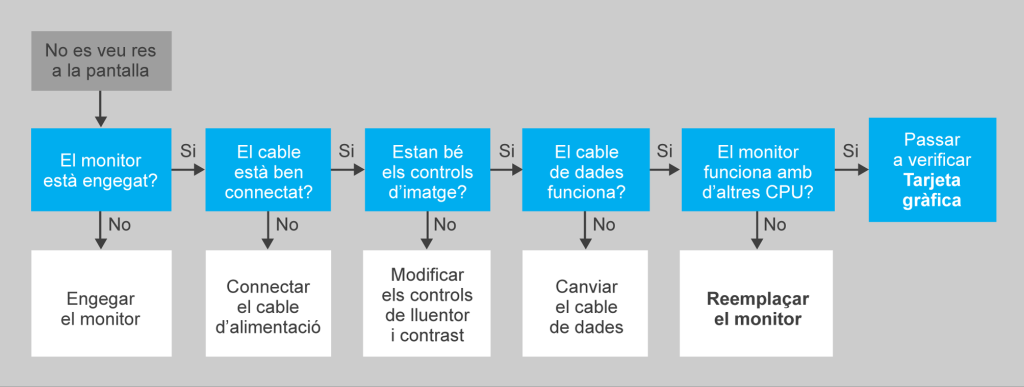 No es veu res
a la pantalla
El monitor
està engegat?
Si
El cable
està ben
connectat?
Si
Estan bé
els controls
d’imatge?
Si
El cable
de dades
funciona?
Si
El monitor
funciona amb
d’altres CPU?
Si
Passar
a verificar
Tarjeta
gràfica
No
No
No
No
No
Engegar
el monitor
Connectar
el cable
d’alimentació
Modificar
els controls
de lluentor
i contrast
Canviar
el cable
de dades
Reemplaçar
el monitor